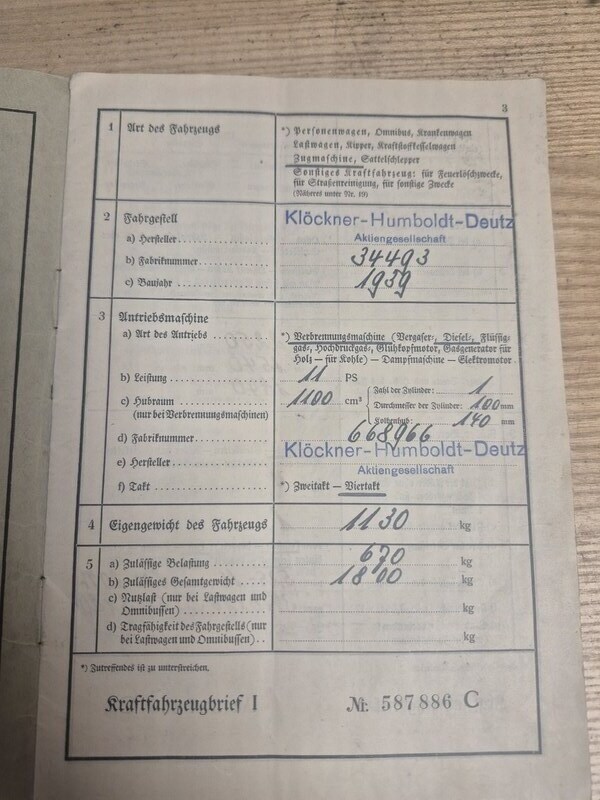 3
1 Art des Fahrzeugs
*) Personenwagen, Omnibus, Krankenwagen
Lastwagen, Kipper, Kraftstoffkesselwagen
Zugmaschine, Sattelschlepper
Sonstiges Kraftfahrzeug: für Feuerlöschzwecke,
für Straßenreinigung, für sonstige Zwecke
(Näheres unter Nr. 19)
2 Fahrgestell
Klöckner-Humboldt-Deutz
a) Hersteller
Aktiengesellschaft
b) Fabriknummer 34493
c) Baujahr 1939
3 Antriebsmaschine
a) Art des Antriebs
*) Verbrennungsmaschine (Vergaser-, Diesel-, Flüssig-
gas-, Hochdruckgas-, Glühkopfmotor, Gasgenerator für
Holz — für Kohle) — Dampfmaschine — Elektromotor
b) Leistung 11 PS
c) Hubraum 1100 cm³
(nur bei Verbrennungsmaschinen)
Zahl der Zylinder: 1
Durchmesser der Zylinder: 100 mm
Kolbenhub: 140 mm
d) Fabriknummer 668966
Klöckner-Humboldt-Deutz
e) Hersteller
Aktiengesellschaft
f) Takt *) Zweitakt — Viertakt
4 Eigengewicht des Fahrzeugs 1130 kg
5 a) Zulässige Belastung 670 kg
b) Zulässiges Gesamtgewicht 1800 kg
c) Nutzlast (nur bei Lastwagen und
Omnibussen) kg
d) Tragfähigkeit des Fahrgestells (nur
bei Lastwagen und Omnibussen) kg
*) Zutreffendes ist zu unterstreichen.
Kraftfahrzeugbrief I Nr. 587886 C